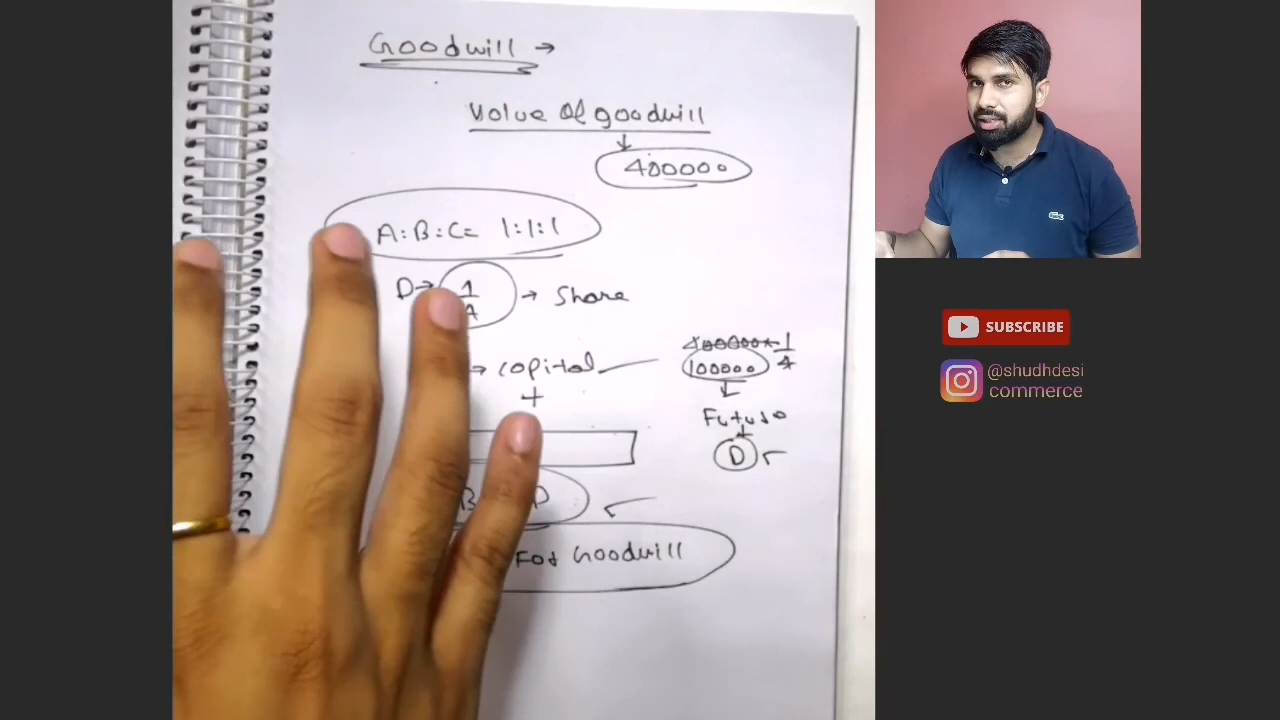 Goodwill →
Value Of goodwill
400000
A:B:C= 1:1:1
D→ 1/4 → Share
→ capital
+
400000× 1/4
100000
Future
D
B D
For Goodwill
SUBSCRIBE
@shudhdesi
commerce